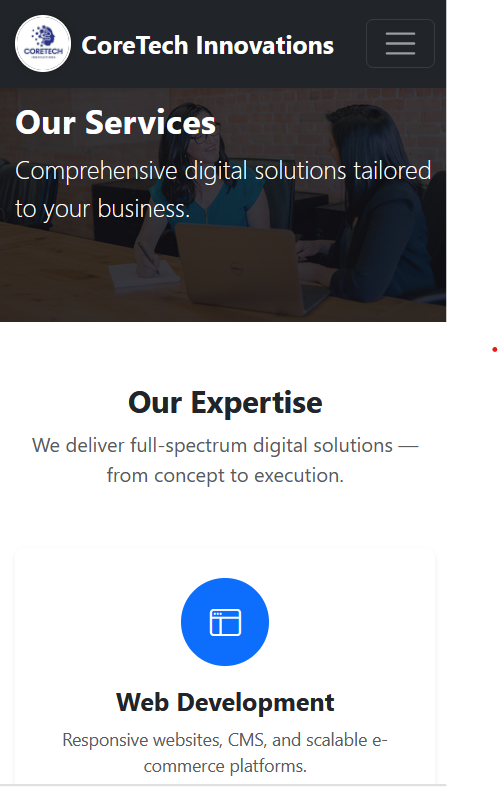 CORETECH
INNOVATIONS
CoreTech Innovations
Our Services
Comprehensive digital solutions tailored
to your business.
Our Expertise
We deliver full-spectrum digital solutions —
from concept to execution.
Web Development
Responsive websites, CMS, and scalable e-
commerce platforms.